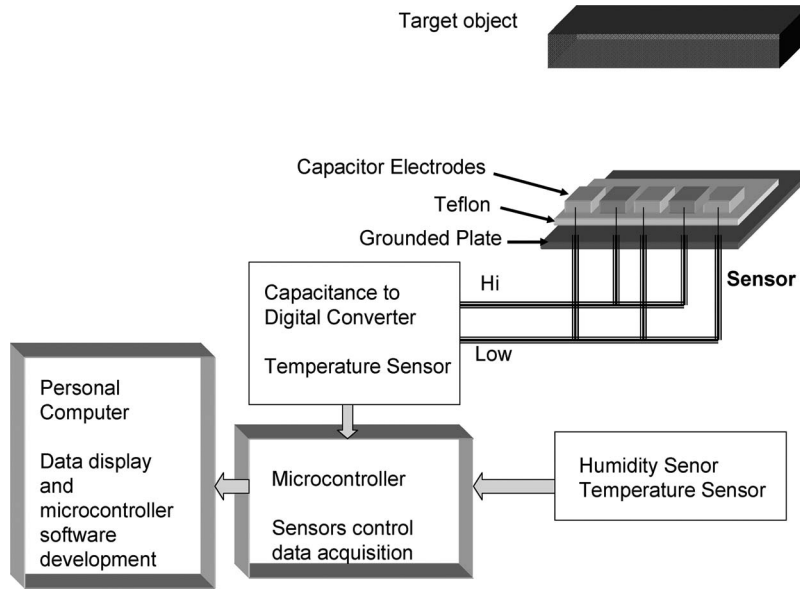 Target object
Capacitor Electrodes
Teflon
Grounded Plate
Sensor
Hi
Low
Capacitance to
Digital Converter
Temperature Sensor
Personal
Computer
Data display
and
microcontroller
software
development
Microcontroller
Sensors control
data acquisition
Humidity Senor
Temperature Sensor